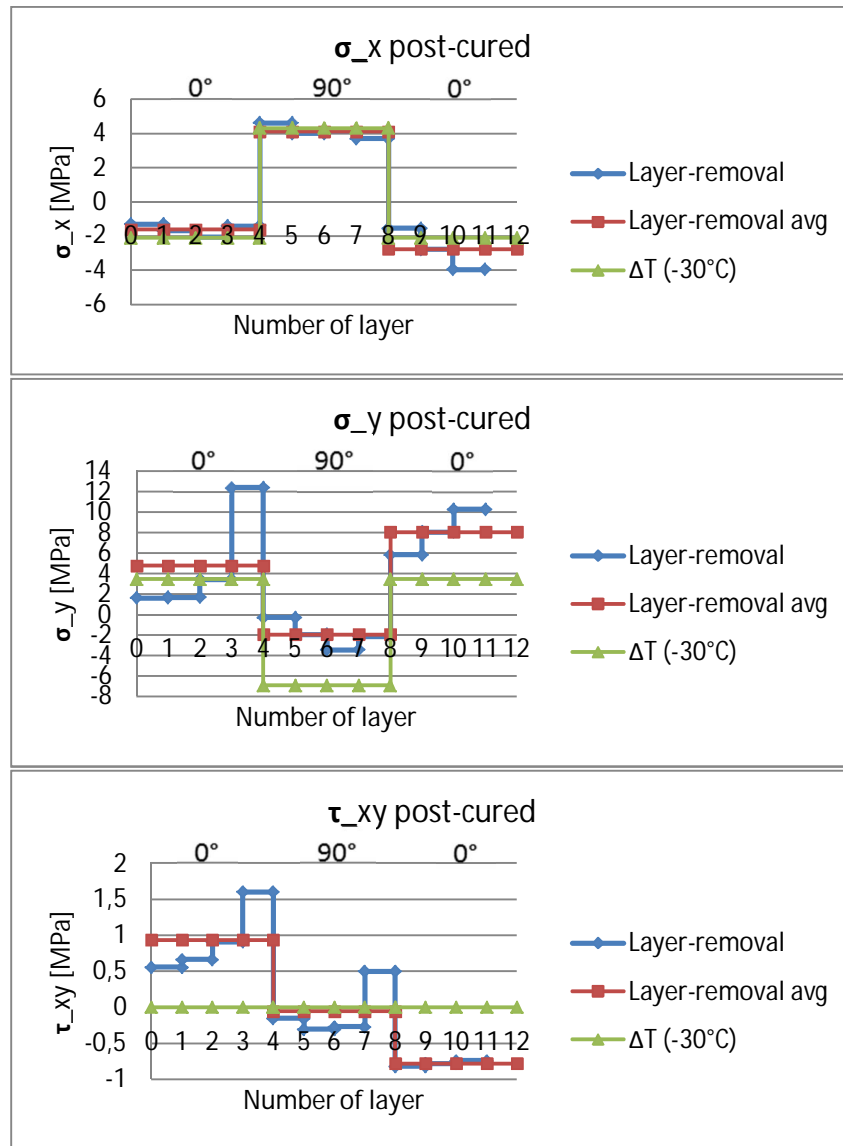 σ_x post-cured
0° 90° 0°
6
4
2
0
-2
-4
-6
σ_x [MPa]
0 1 2 3 4 5 6 7 8 9 10 11 12
Number of layer
Layer-removal
Layer-removal avg
ΔT (-30°C)
σ_y post-cured
0° 90° 0°
14
12
10
8
6
4
2
0
-2
-4
-6
-8
σ_y [MPa]
0 1 2 3 4 5 6 7 8 9 10 11 12
Number of layer
Layer-removal
Layer-removal avg
ΔT (-30°C)
τ_xy post-cured
0° 90° 0°
2
1,5
1
0,5
0
-0,5
-1
τ_xy [MPa]
0 1 2 3 4 5 6 7 8 9 10 11 12
Number of layer
Layer-removal
Layer-removal avg
ΔT (-30°C)